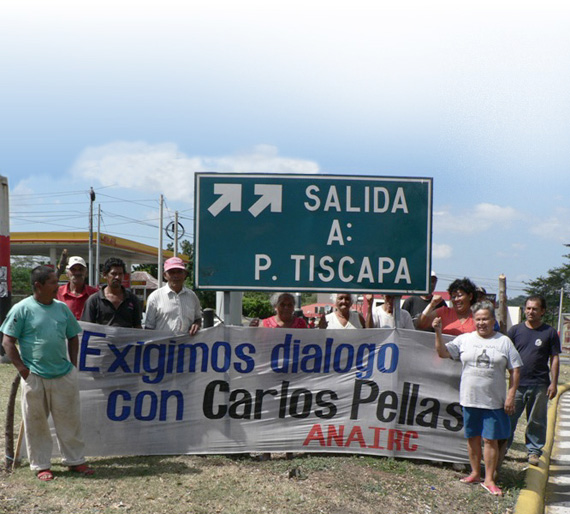 SALIDA
A:
P. TISCAPA
Exigimos dialogo
con Carlos Pellas
ANAIRC